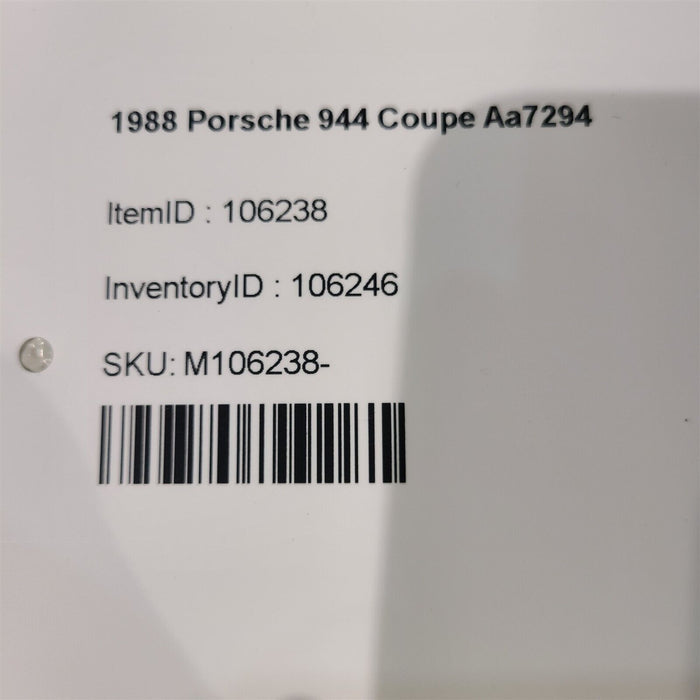 1988 Porsche 944 Coupe Aa7294
ItemID : 106238
InventoryID : 106246
SKU: M106238-